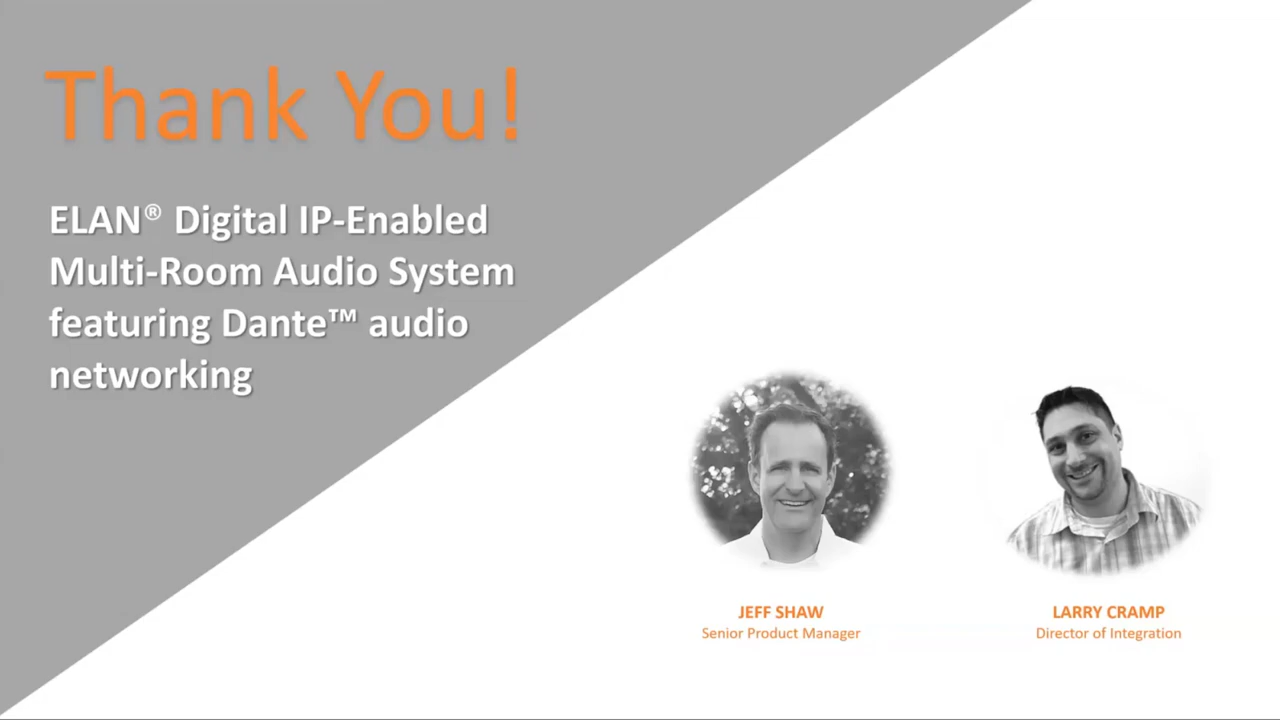 Thank You!
ELAN® Digital IP-Enabled
Multi-Room Audio System
featuring Dante™ audio
networking
JEFF SHAW
Senior Product Manager
LARRY CRAMP
Director of Integration